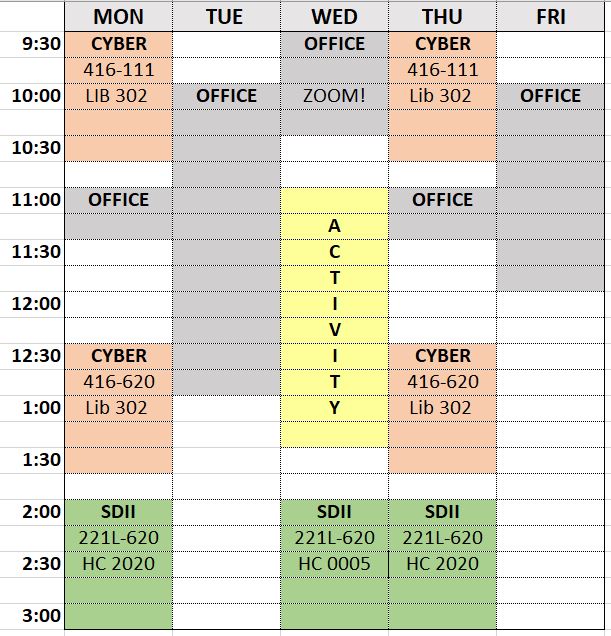 MON TUE WED THU FRI
9:30 CYBER OFFICE CYBER
416-111 416-111
10:00 LIB 302 OFFICE ZOOM! Lib 302 OFFICE
10:30
11:00 OFFICE OFFICE
A
11:30 C
T
12:00 I
V
12:30 CYBER I CYBER
416-620 T 416-620
1:00 Lib 302 Y Lib 302
1:30
2:00 SDII SDII SDII
221L-620 221L-620 221L-620
2:30 HC 2020 HC 0005 HC 2020
3:00